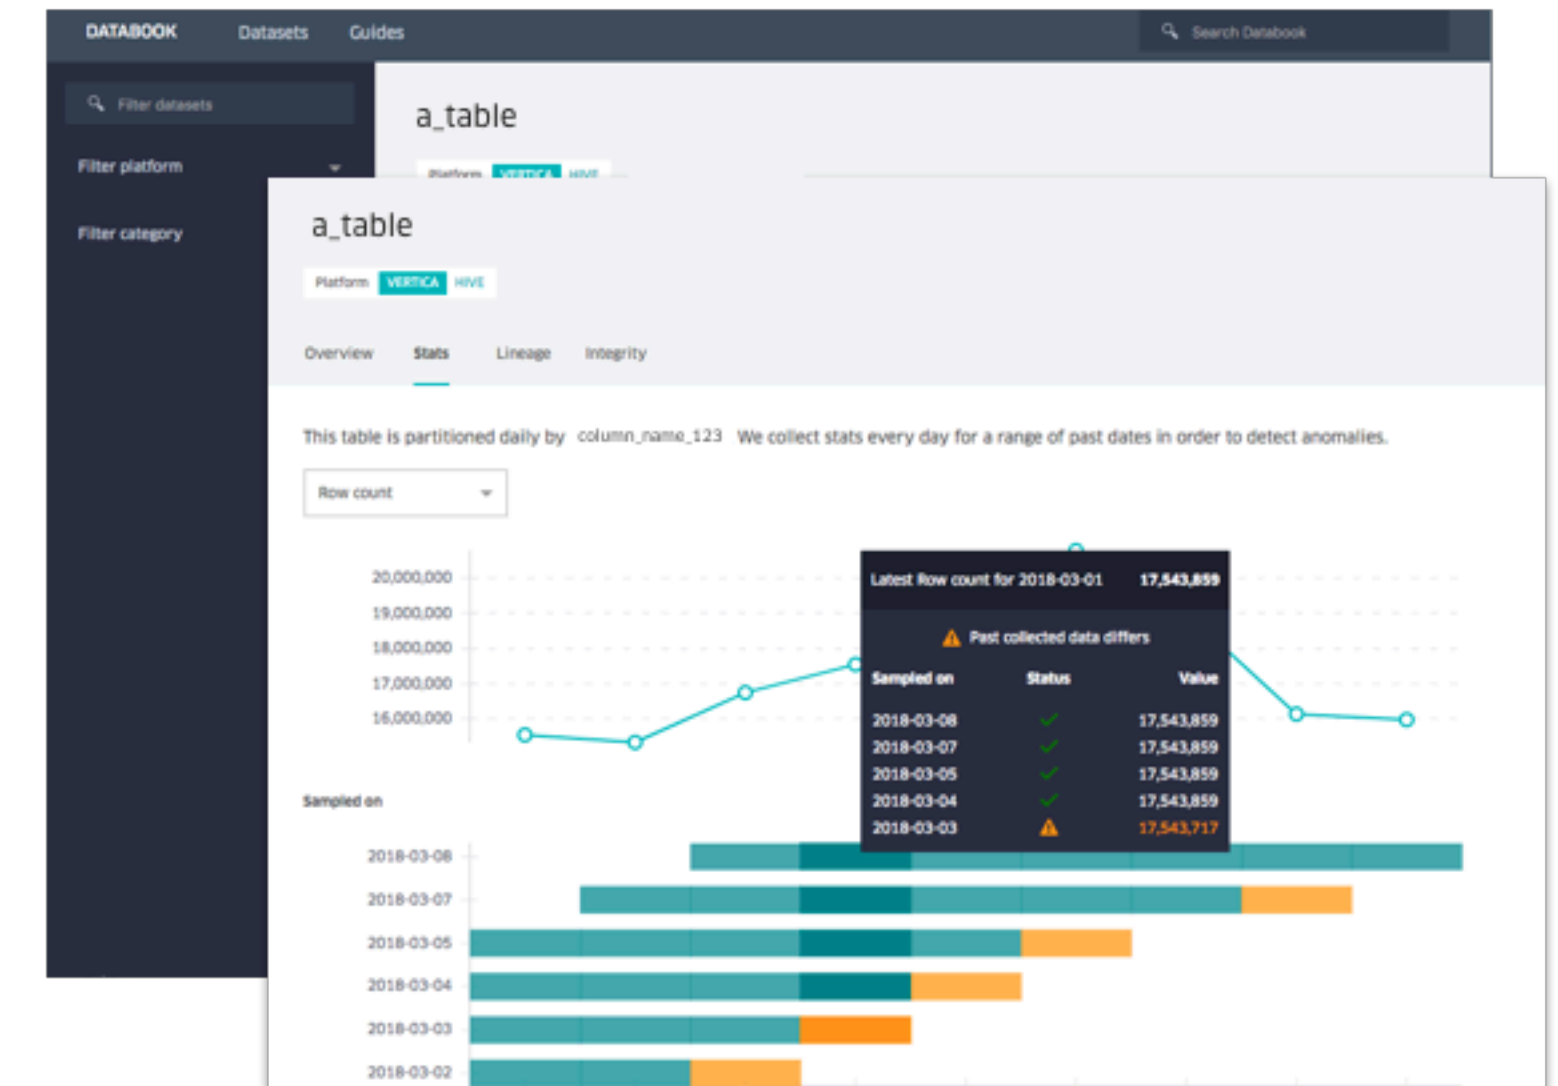 DATABOOK Datasets Guides Search Databook
Filter datasets
a_table
Filter platform
Platform VERTICA HIVE
a_table
Filter category
Platform VERTICA HIVE
Overview Stats Lineage Integrity
This table is partitioned daily by column_name_123 We collect stats every day for a range of past dates in order to detect anomalies.
Row count
20,000,000
19,000,000
18,000,000
17,000,000
16,000,000
Latest Row count for 2018-03-01 17,543,859
Past collected data differs
Sampled on Status Value
2018-03-08 17,543,859
2018-03-07 17,543,859
2018-03-05 17,543,859
2018-03-04 17,543,859
2018-03-03 17,543,717
Sampled on
2018-03-08
2018-03-07
2018-03-05
2018-03-04
2018-03-03
2018-03-02